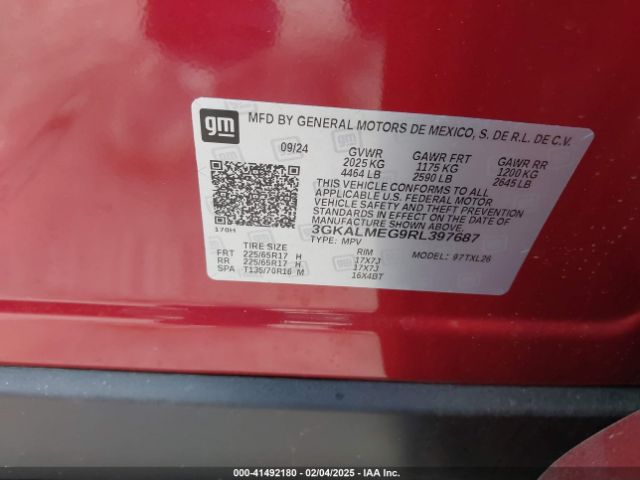 gm
MFD BY GENERAL MOTORS DE MEXICO, S. DE R.L. DE C.V.
09/24 GVWR GAWR FRT GAWR RR
2025 KG 1175 KG 1200 KG
4464 LB 2590 LB 2645 LB
THIS VEHICLE CONFORMS TO ALL
APPLICABLE U.S. FEDERAL MOTOR
VEHICLE SAFETY AND THEFT PREVENTION
STANDARDS IN EFFECT ON THE DATE OF
MANUFACTURE SHOWN ABOVE.
170H
3GKALMEG9RL397687
TYPE: MPV MODEL: 97TXL26
TIRE SIZE RIM
FRT 225/65R17 H 17X7J
RR 225/65R17 H 17X7J
SPA T135/70R16 M 16X4BT
000-41492180 - 02/04/2025 - IAA Inc.